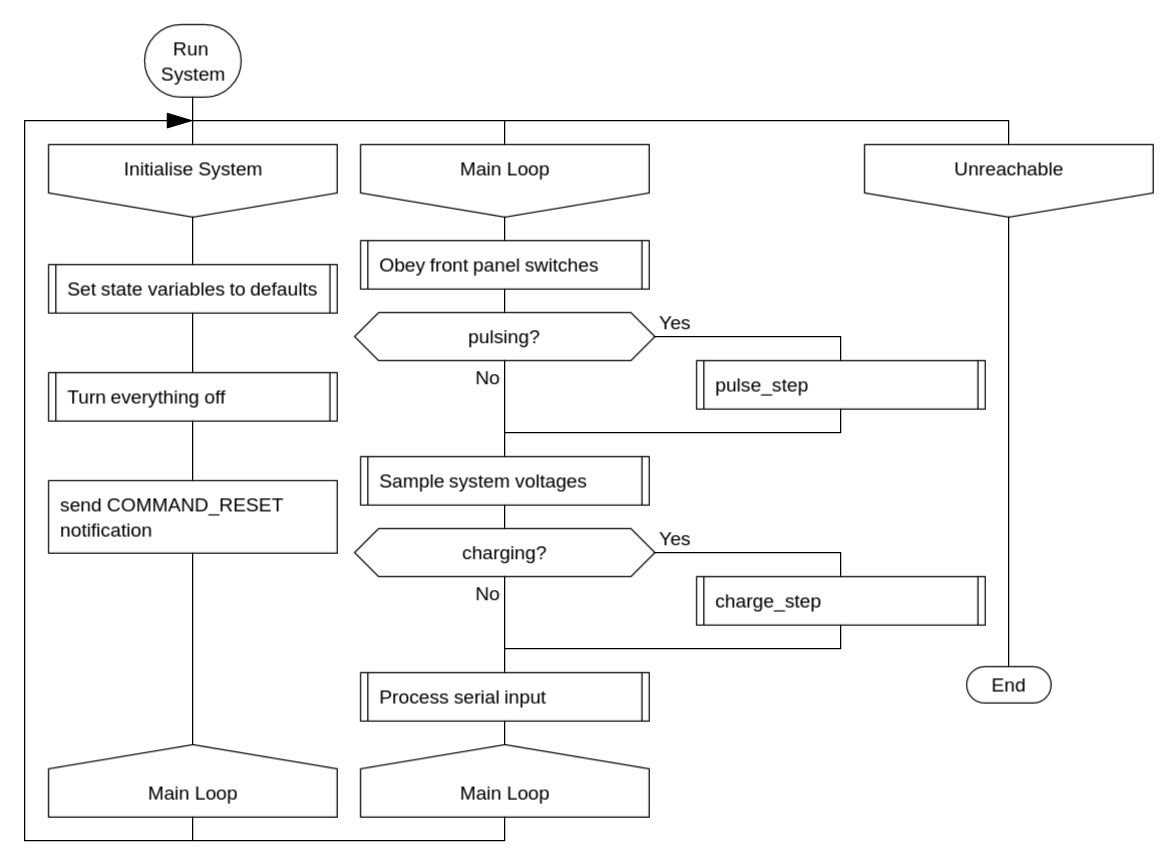 Run
System
Initialise System
Set state variables to defaults
Turn everything off
send COMMAND_RESET
notification
Main Loop
Main Loop
Obey front panel switches
pulsing?
Yes
No
pulse_step
Sample system voltages
charging?
Yes
No
charge_step
Process serial input
Main Loop
Unreachable
End